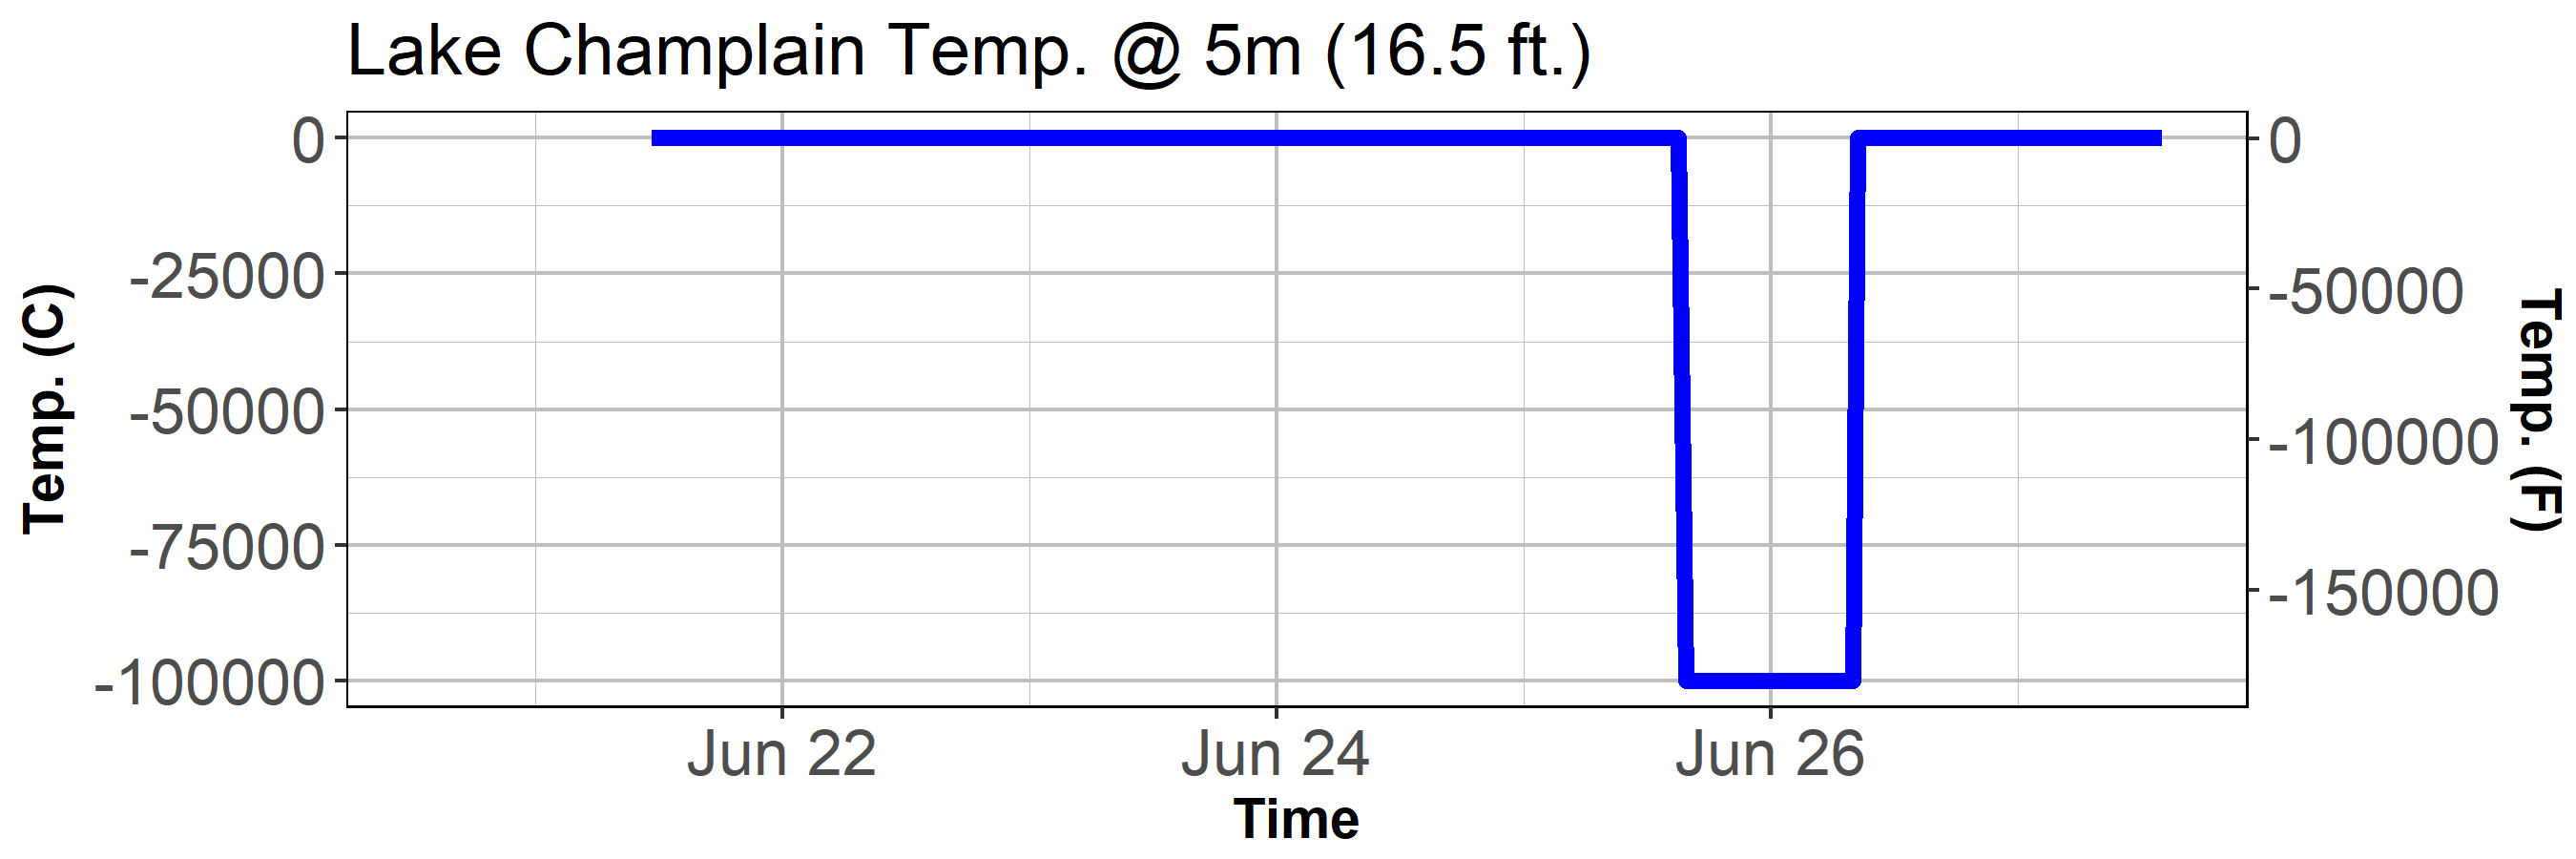 Lake Champlain Temp. @ 5m (16.5 ft.)
Temp. (C)
0
-25000
-50000
-75000
-100000
0
-50000
-100000
-150000
Temp. (F)
Jun 22
Jun 24
Jun 26
Time